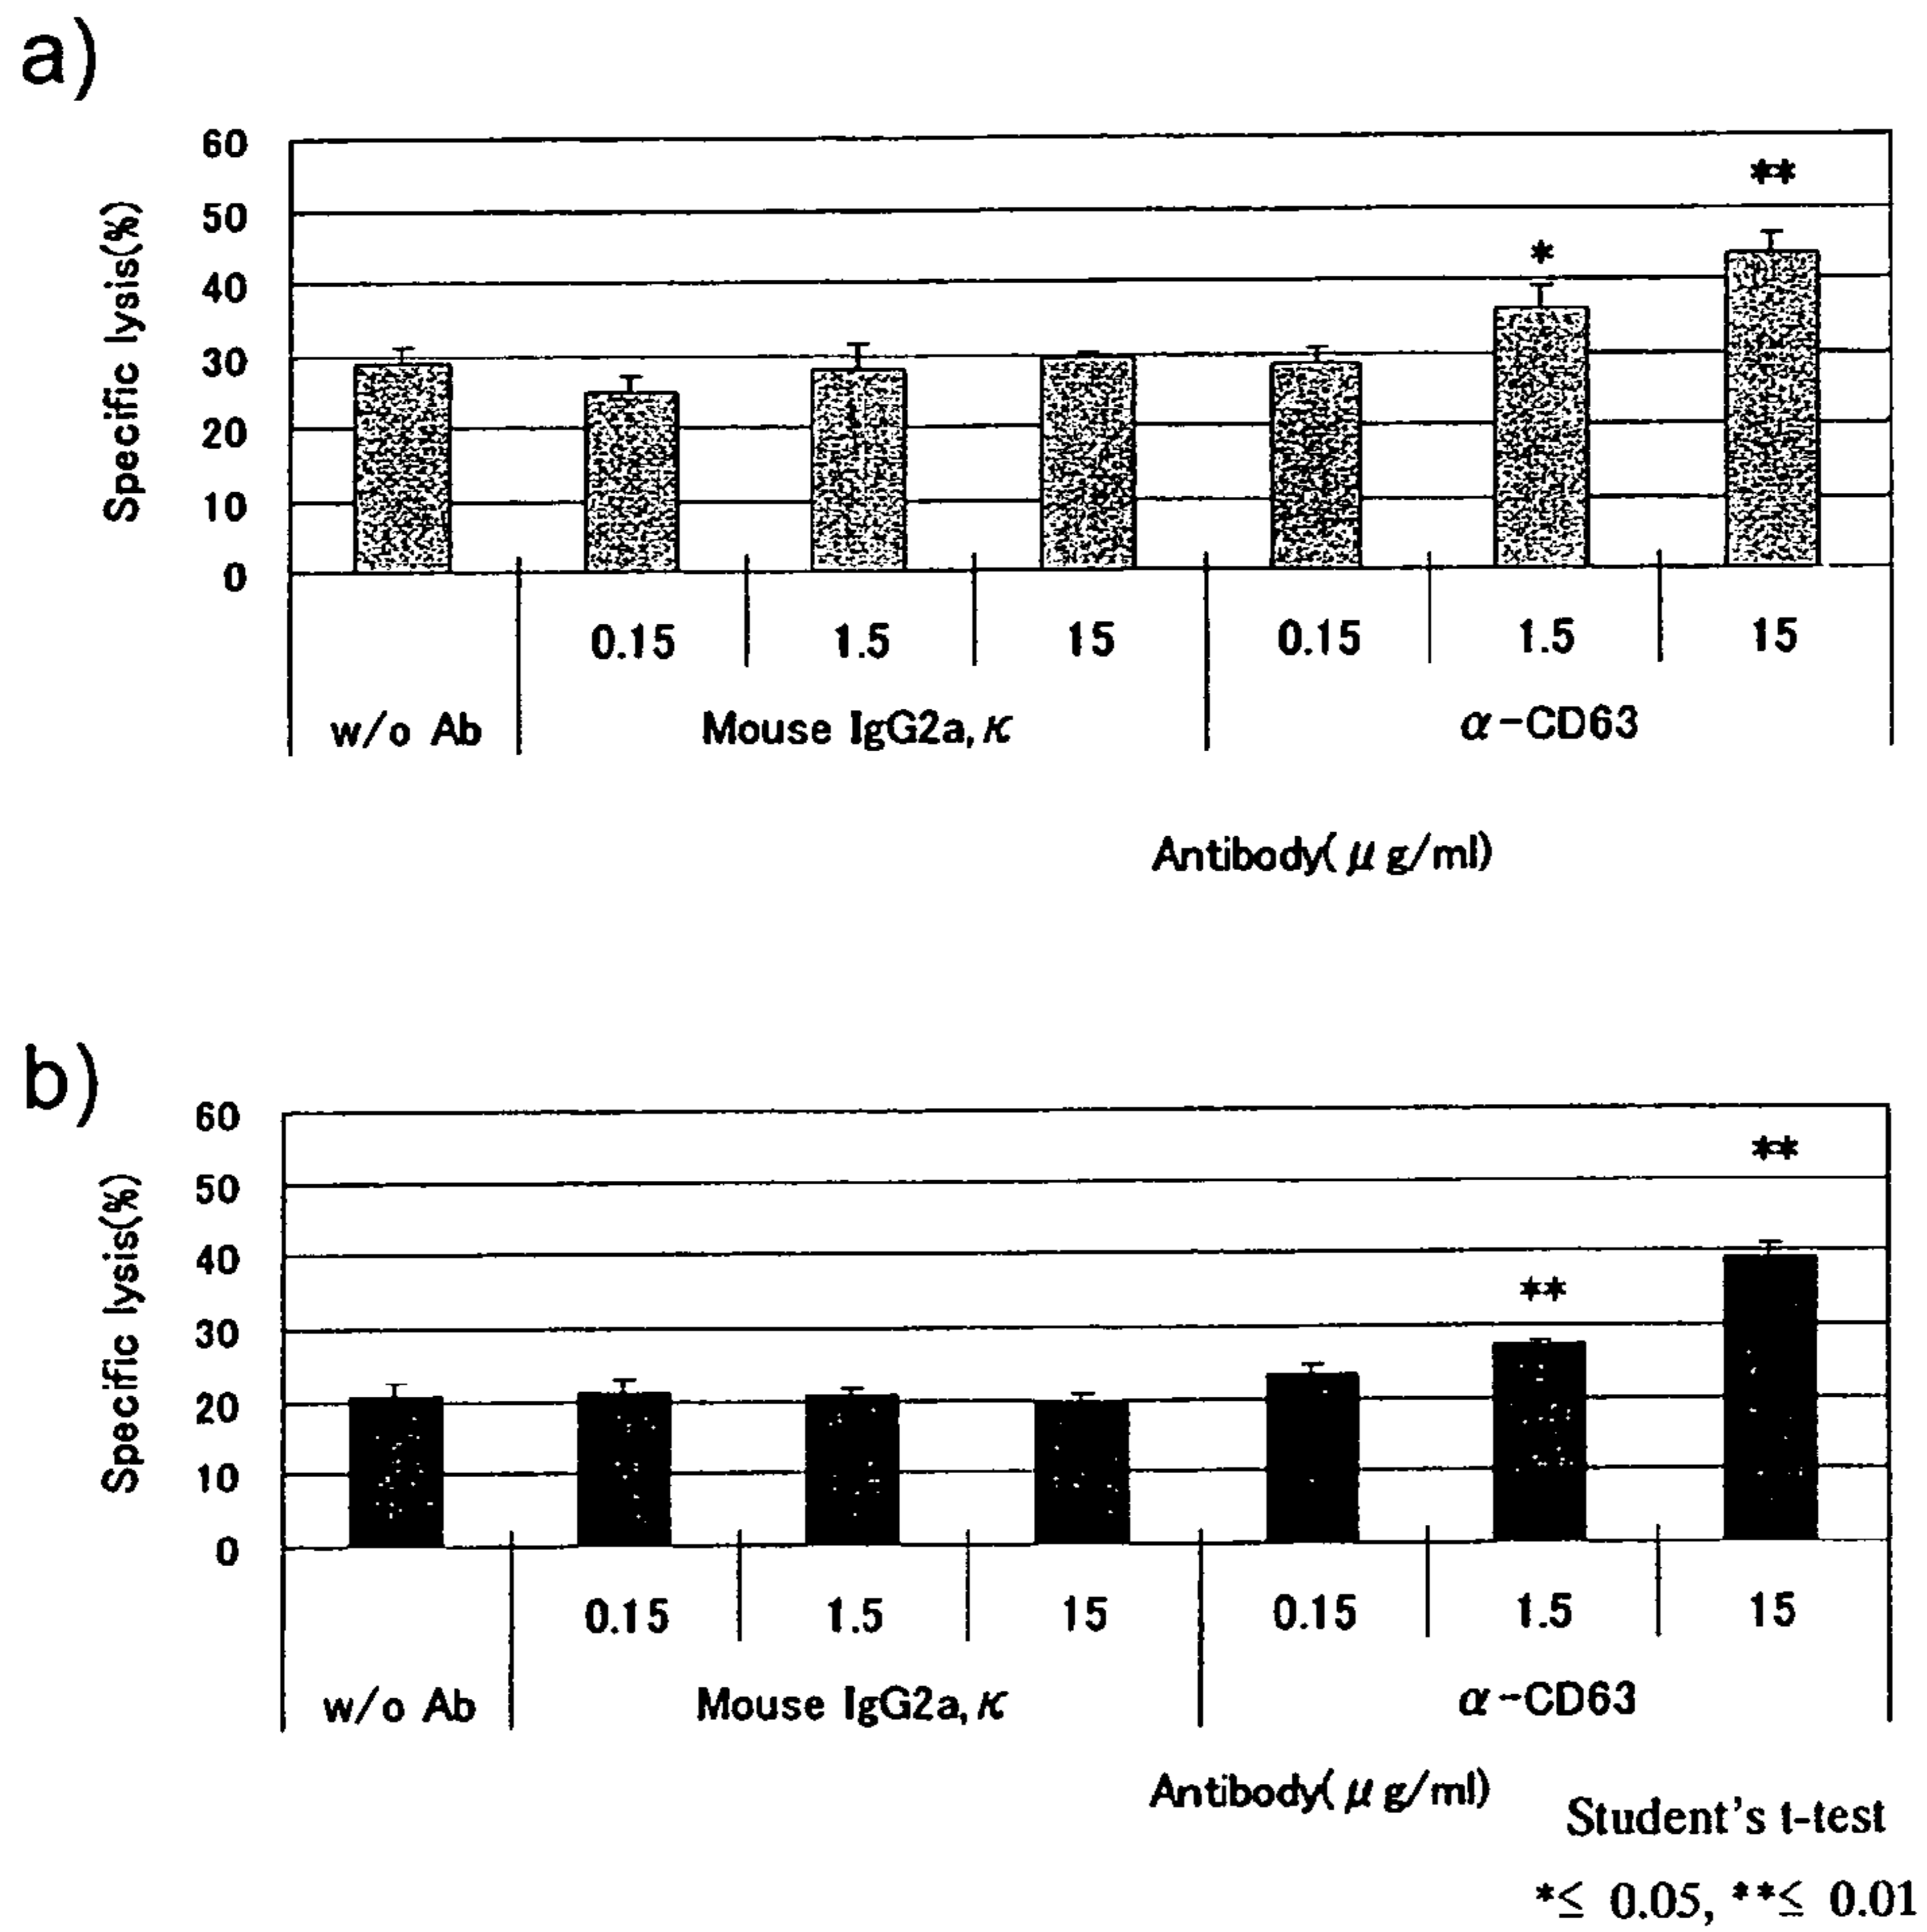 a)
60
**
50
Specific lysis(%)
*
40
30
20
10
0
0.15 1.5 15 0.15 1.5 15
w/o Ab Mouse IgG2a,κ α-CD63
Antibody(μg/ml)
b)
60
**
50
Specific lysis(%)
40
**
30
20
10
0
0.15 1.5 15 0.15 1.5 15
w/o Ab Mouse IgG2a,κ α-CD63
Antibody(μg/ml)
Student's t-test
*≤ 0.05, **≤ 0.01